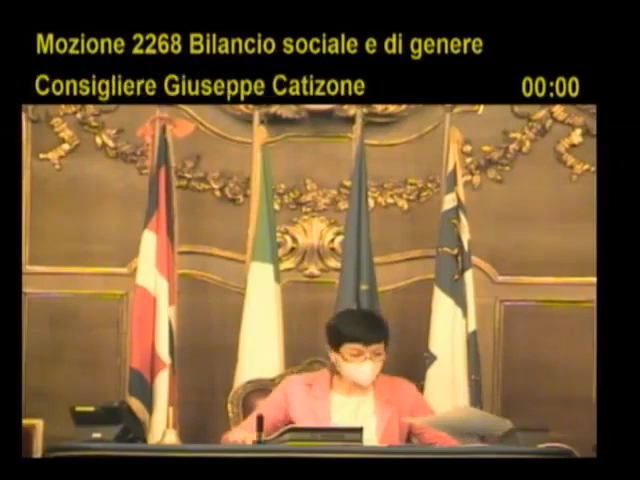 Mozione 2268 Bilancio sociale e di genere
Consigliere Giuseppe Catizone 00:00